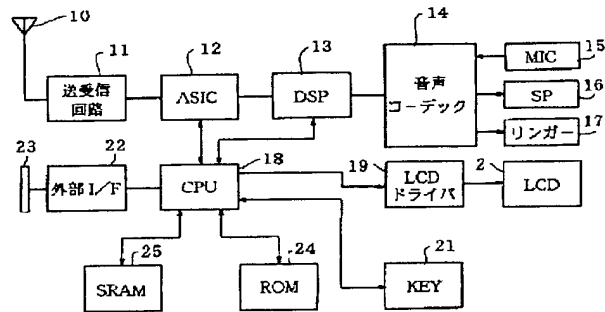 10
11
12
13
14
15
送受信
回路
ASIC
DSP
音声
コーデック
MIC
16
SP
17
リンガー
23
22
18
19
2
外部 I/F
CPU
LCD
ドライバ
LCD
25
24
21
SRAM
ROM
KEY